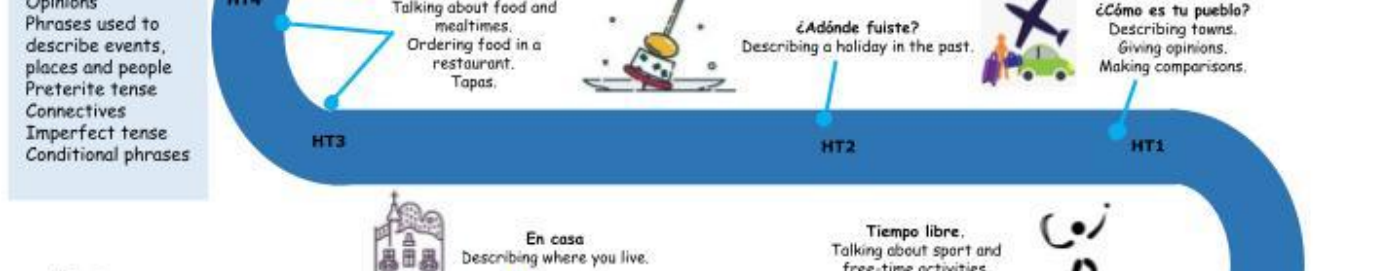 Opinions
Phrases used to
describe events,
places and people
Preterite tense
Connectives
Imperfect tense
Conditional phrases
HT4
Talking about food and
mealtimes.
Ordering food in a
restaurant.
Tapas.
¿Adónde fuiste?
Describing a holiday in the past.
¿Cómo es tu pueblo?
Describing towns.
Giving opinions.
Making comparisons.
HT3
HT2
HT1
En casa
Describing where you live.
Tiempo libre.
Talking about sport and
free-time activities